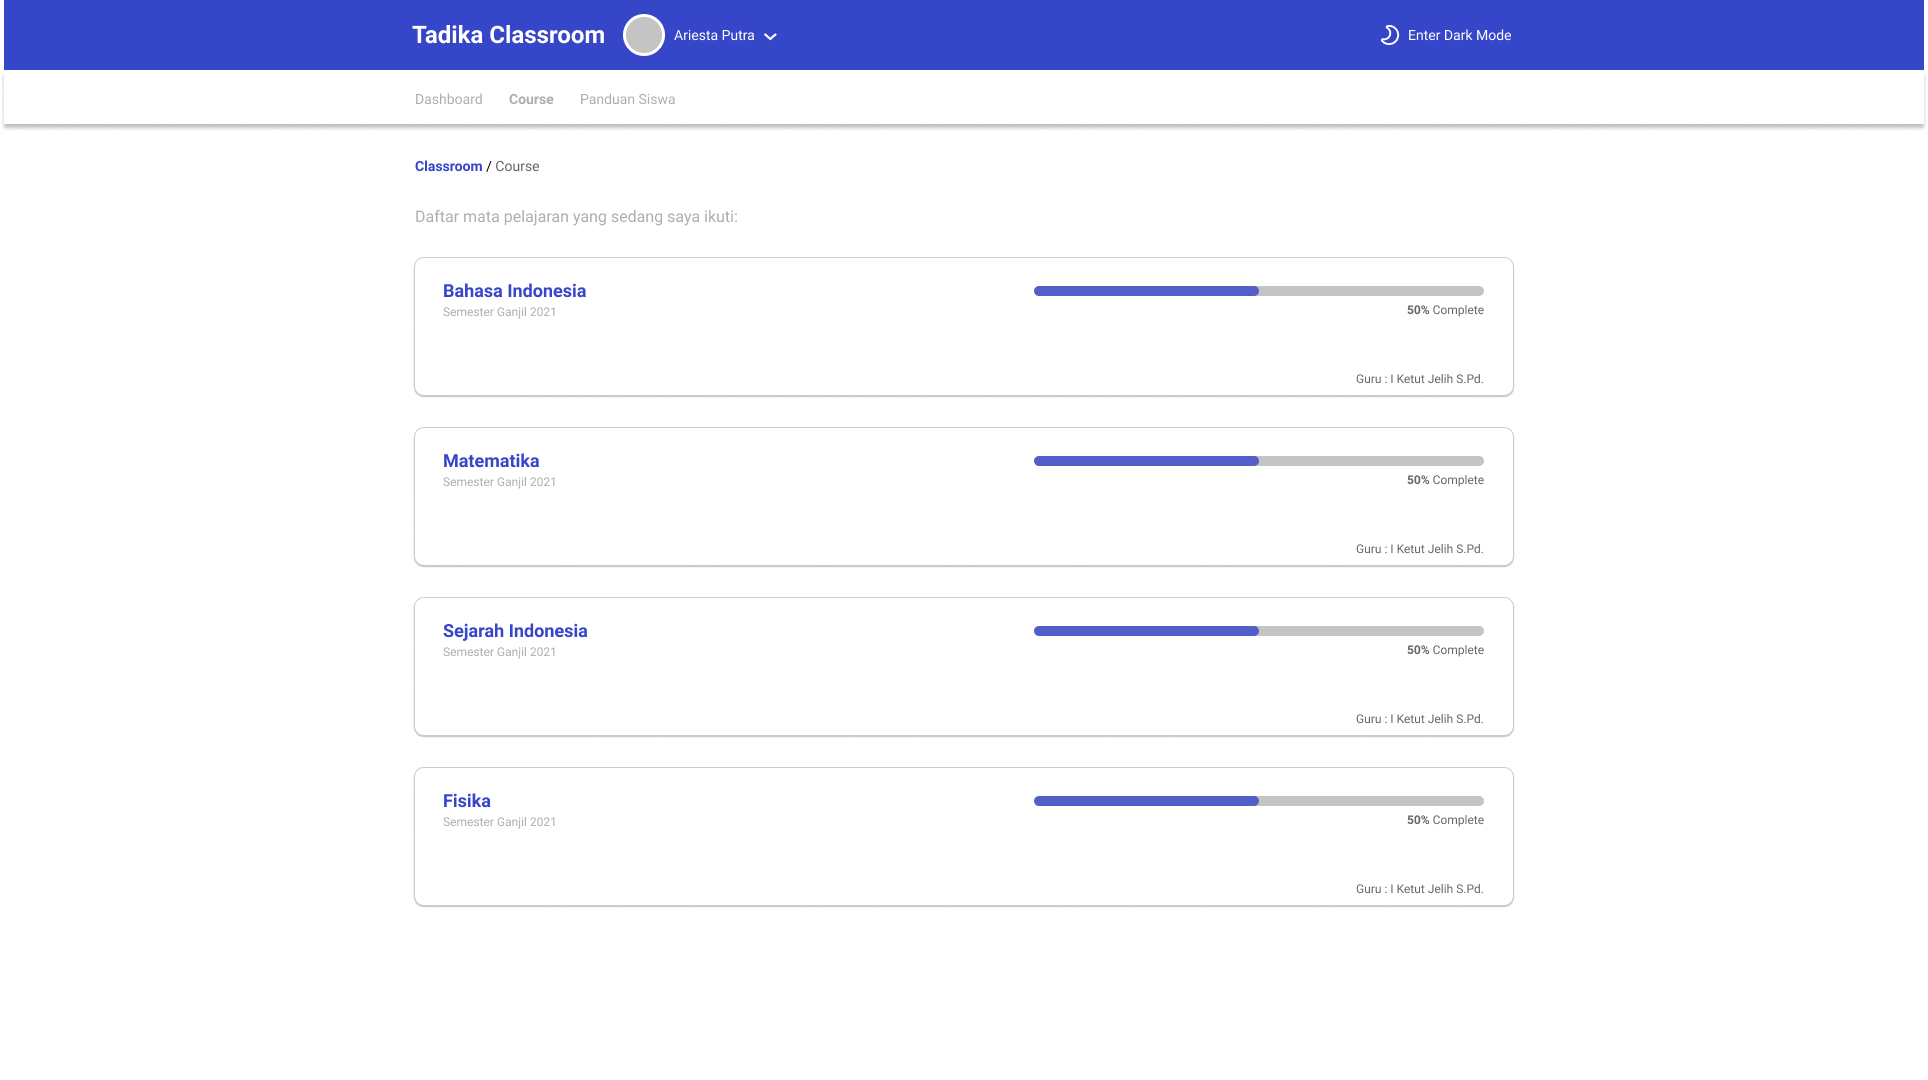 Tadika Classroom
Ariesta Putra
Enter Dark Mode
Dashboard Course Panduan Siswa
Classroom / Course
Daftar mata pelajaran yang sedang saya ikuti:
Bahasa Indonesia
Semester Ganjil 2021
50% Complete
Guru : I Ketut Jelih S.Pd.
Matematika
Semester Ganjil 2021
50% Complete
Guru : I Ketut Jelih S.Pd.
Sejarah Indonesia
Semester Ganjil 2021
50% Complete
Guru : I Ketut Jelih S.Pd.
Fisika
Semester Ganjil 2021
50% Complete
Guru : I Ketut Jelih S.Pd.